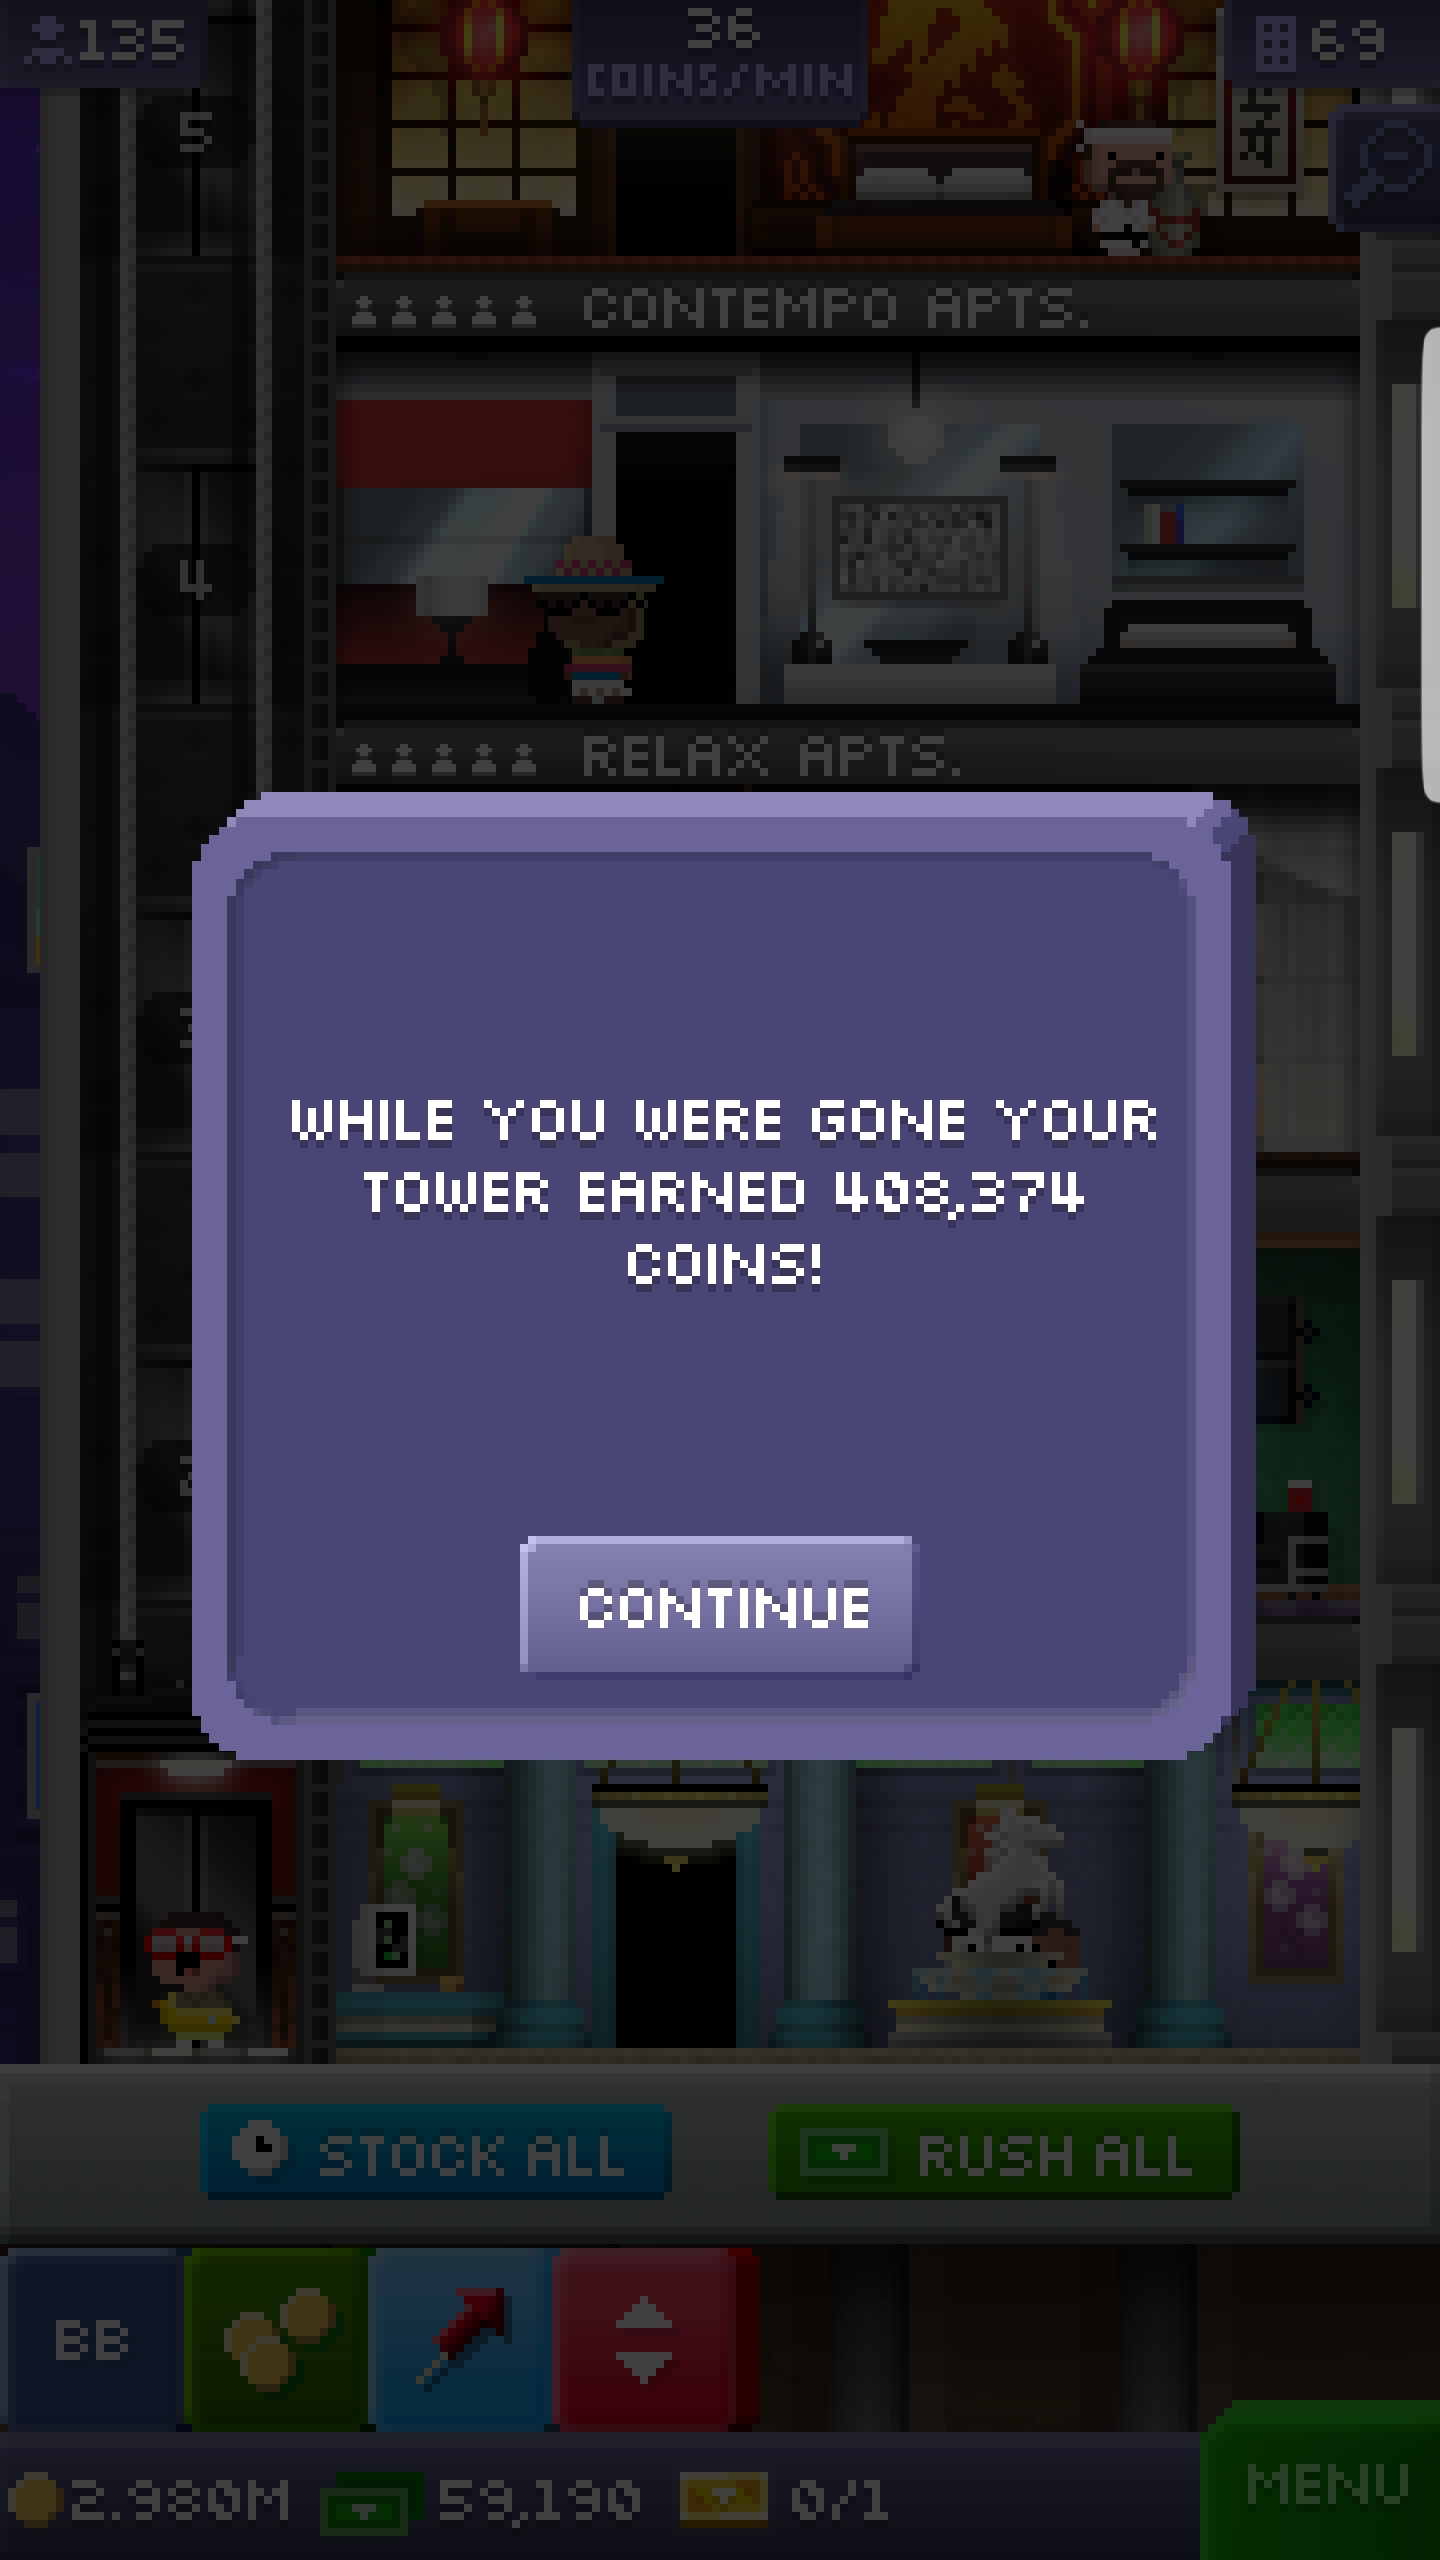 135
36
COINS/MIN
69
5
CONTEMPO APTS.
4
RELAX APTS.
WHILE YOU WERE GONE YOUR
TOWER EARNED 408,374
COINS!
CONTINUE
STOCK ALL
RUSH ALL
BB
2.980M
59,190
0/1
MENU